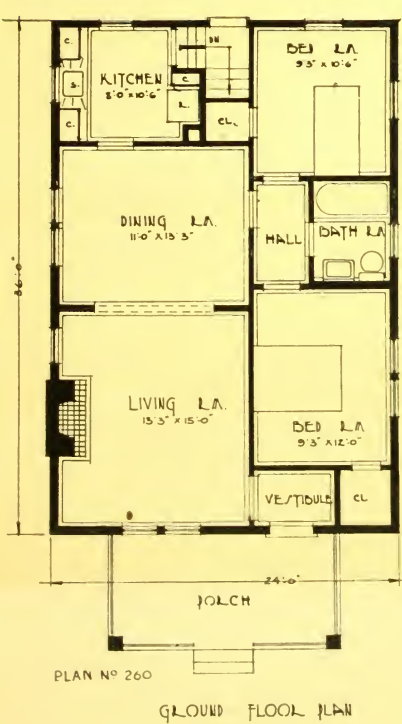 C.
DN
BED RM.
9'3" x 10'6"
KITCHEN
8'0" x 10'6"
S.
C.
R.
C.
CL.
DINING RM.
11'0" x 13'3"
HALL
BATH RM
36'-0"
LIVING RM.
13'3" x 15'-0"
BED RM
9'3" x 12'0"
VESTIBULE
CL
24'-0"
PORCH
PLAN Nº 260
GROUND FLOOR PLAN